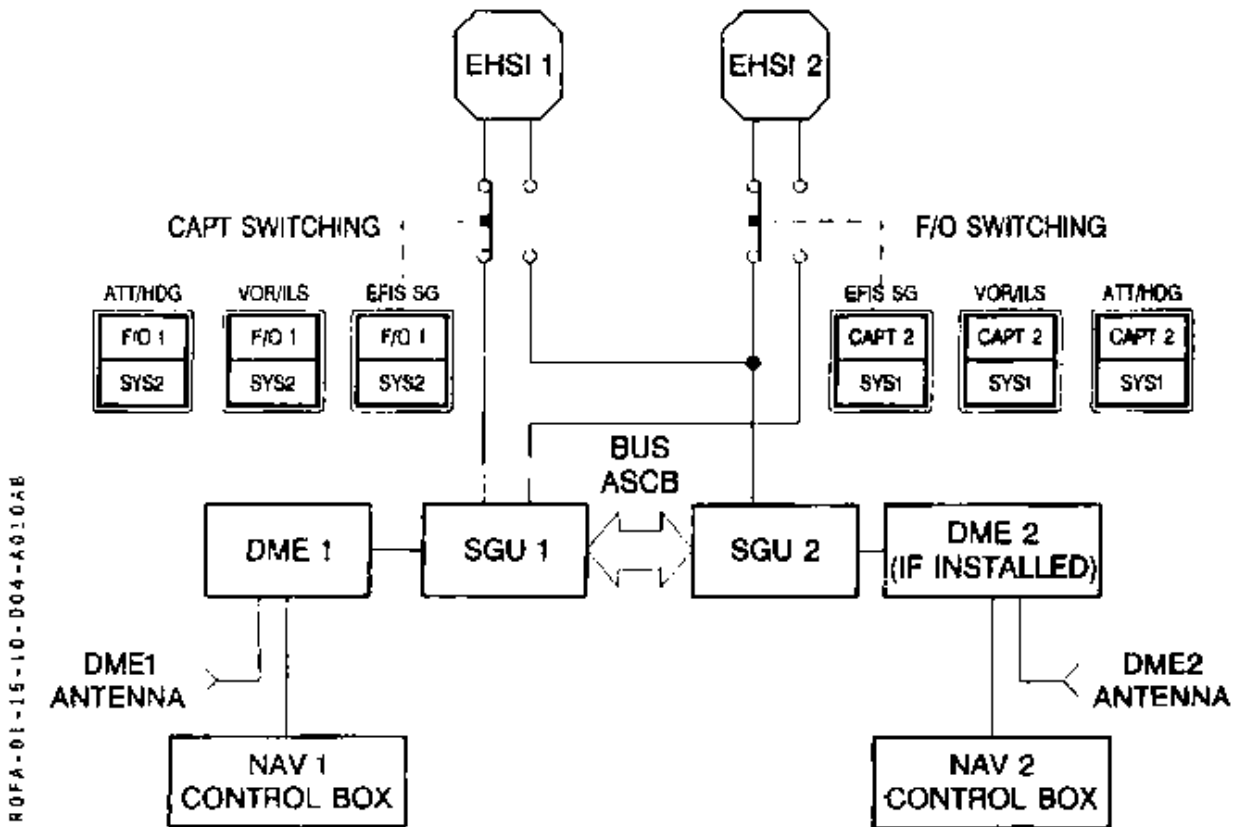 EHSI 1
EHSI 2
CAPT SWITCHING
F/O SWITCHING
ATT/HDG
VOR/ILS
EFIS SG
EFIS SG
VOR/ILS
ATT/HDG
F/O 1
F/O 1
F/O 1
CAPT 2
CAPT 2
CAPT 2
SYS2
SYS2
SYS2
SYS1
SYS1
SYS1
BUS
ASCB
DME 1
SGU 1
SGU 2
DME 2
(IF INSTALLED)
DME1
ANTENNA
DME2
ANTENNA
NAV 1
CONTROL BOX
NAV 2
CONTROL BOX